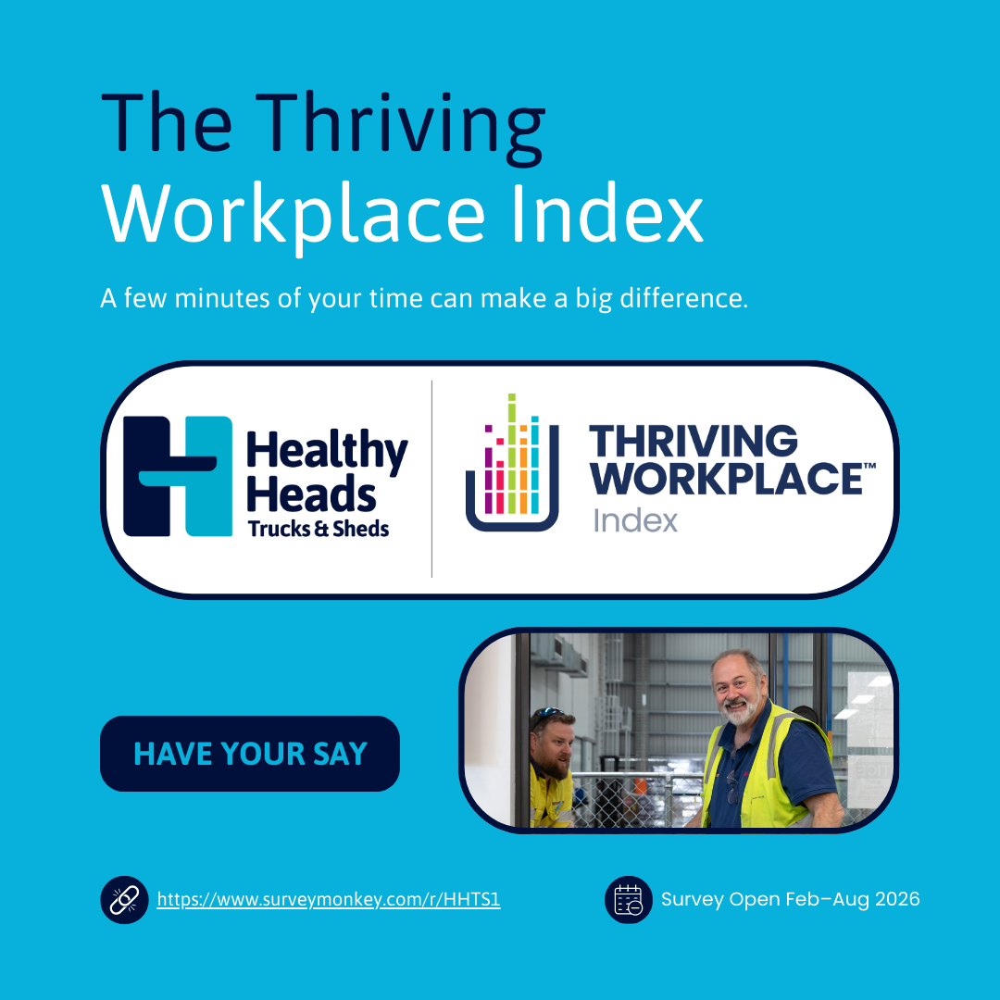 The Thriving
Workplace Index
A few minutes of your time can make a big difference.
Healthy
Heads
Trucks & Sheds
THRIVING
WORKPLACE™
Index
HAVE YOUR SAY
https://www.surveymonkey.com/r/HHTS1
Survey Open Feb–Aug 2026